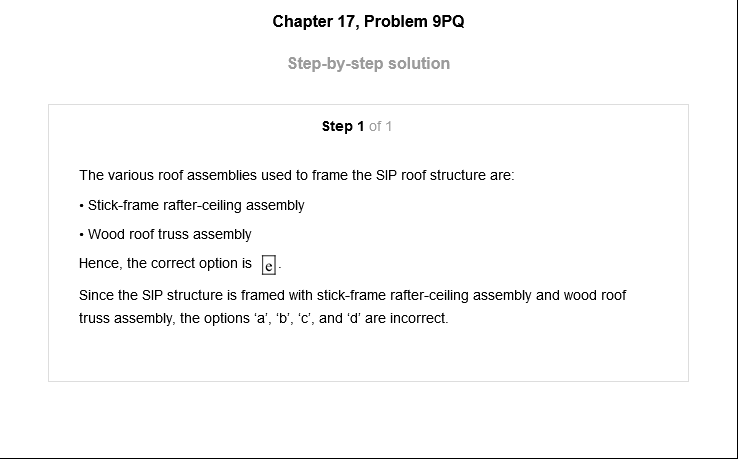 Chapter 17, Problem 9PQ
Step-by-step solution
Step 1 of 1
The various roof assemblies used to frame the SIP roof structure are:
• Stick-frame rafter-ceiling assembly
• Wood roof truss assembly
Hence, the correct option is e.
Since the SIP structure is framed with stick-frame rafter-ceiling assembly and wood roof
truss assembly, the options ‘a’, ‘b’, ‘c’, and ‘d’ are incorrect.